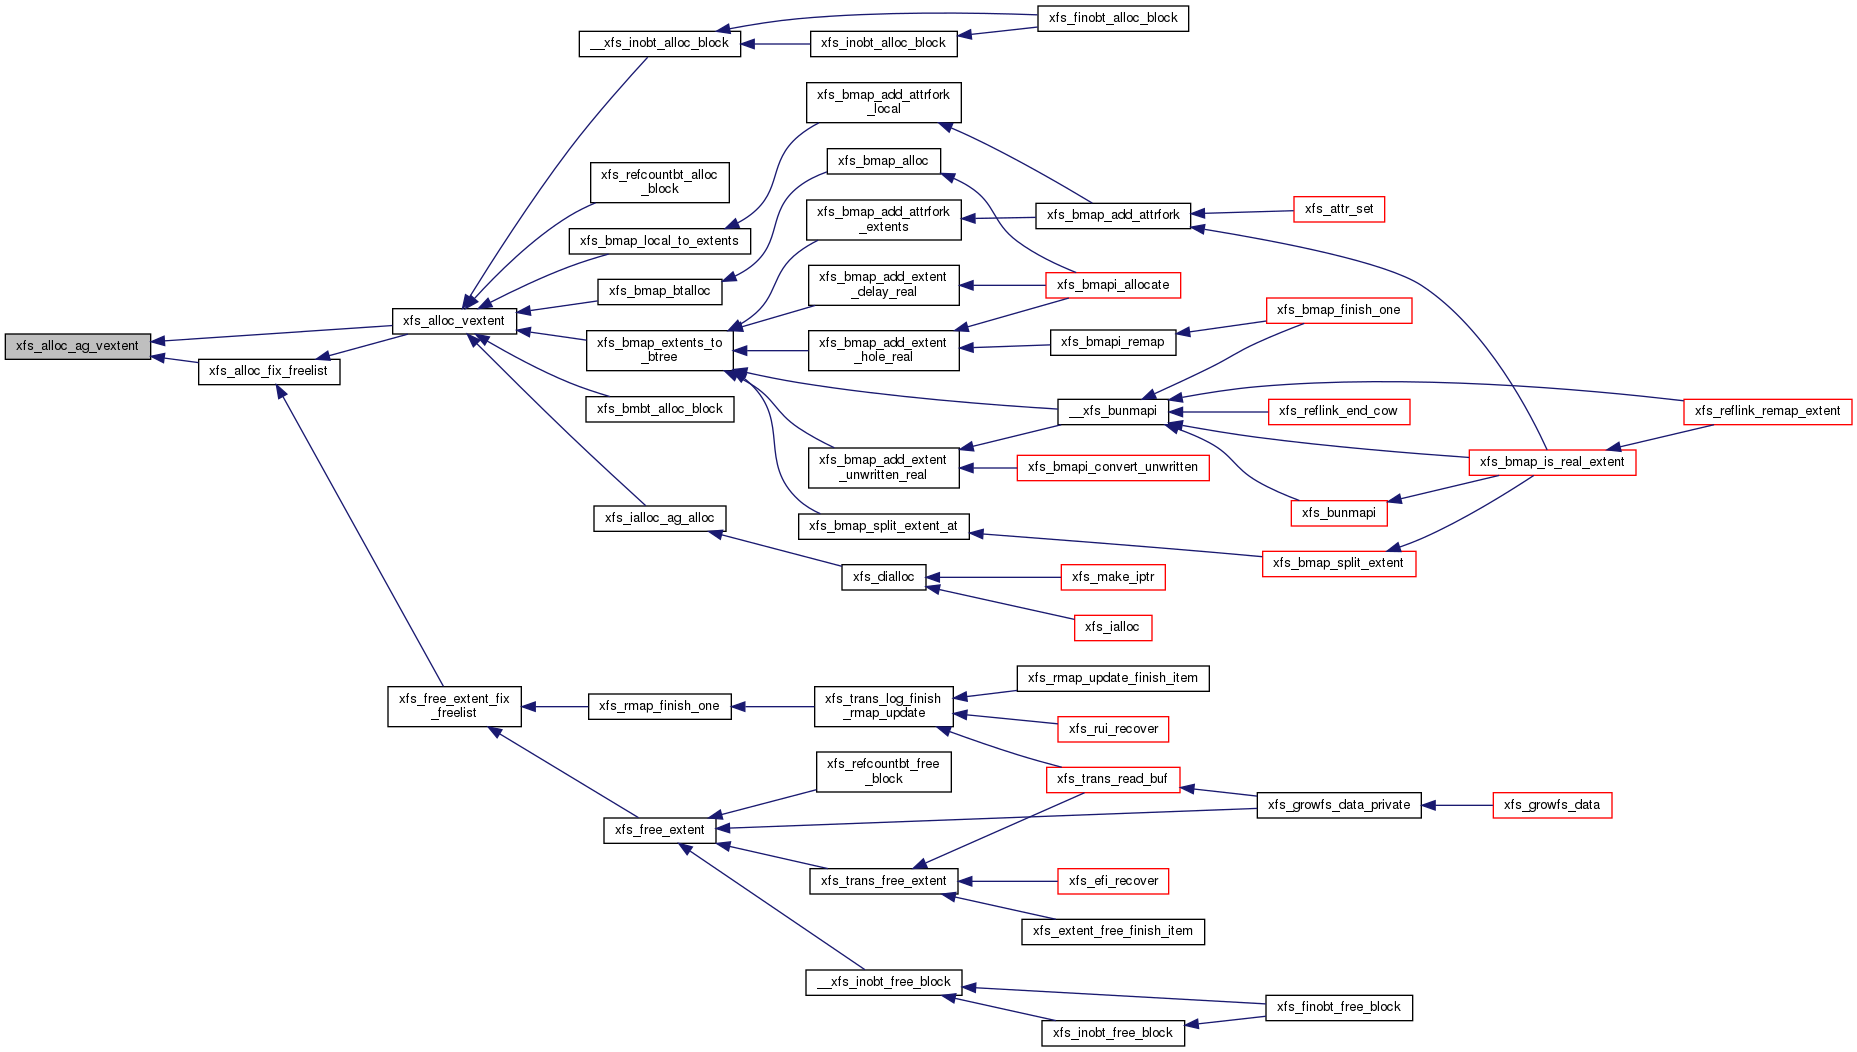 xfs_finobt_alloc_block
__xfs_inobt_alloc_block
xfs_inobt_alloc_block
xfs_bmap_add_attrfork
_local
xfs_bmap_alloc
xfs_refcountbt_alloc
_block
xfs_bmap_add_attrfork
_extents
xfs_bmap_add_attrfork
xfs_attr_set
xfs_bmap_local_to_extents
xfs_bmap_btalloc
xfs_bmap_add_extent
_delay_real
xfs_bmapi_allocate
xfs_alloc_vextent
xfs_bmap_finish_one
xfs_alloc_ag_vextent
xfs_bmap_extents_to
_btree
xfs_bmap_add_extent
_hole_real
xfs_bmapi_remap
xfs_alloc_fix_freelist
xfs_bmbt_alloc_block
__xfs_bunmapi
xfs_reflink_end_cow
xfs_reflink_remap_extent
xfs_bmap_add_extent
_unwritten_real
xfs_bmapi_convert_unwritten
xfs_bmap_is_real_extent
xfs_ialloc_ag_alloc
xfs_bmap_split_extent_at
xfs_bunmapi
xfs_bmap_split_extent
xfs_dialloc
xfs_make_iptr
xfs_ialloc
xfs_rmap_update_finish_item
xfs_free_extent_fix
_freelist
xfs_rmap_finish_one
xfs_trans_log_finish
_rmap_update
xfs_rui_recover
xfs_refcountbt_free
_block
xfs_trans_read_buf
xfs_growfs_data_private
xfs_growfs_data
xfs_free_extent
xfs_trans_free_extent
xfs_efi_recover
xfs_extent_free_finish_item
__xfs_inobt_free_block
xfs_finobt_free_block
xfs_inobt_free_block